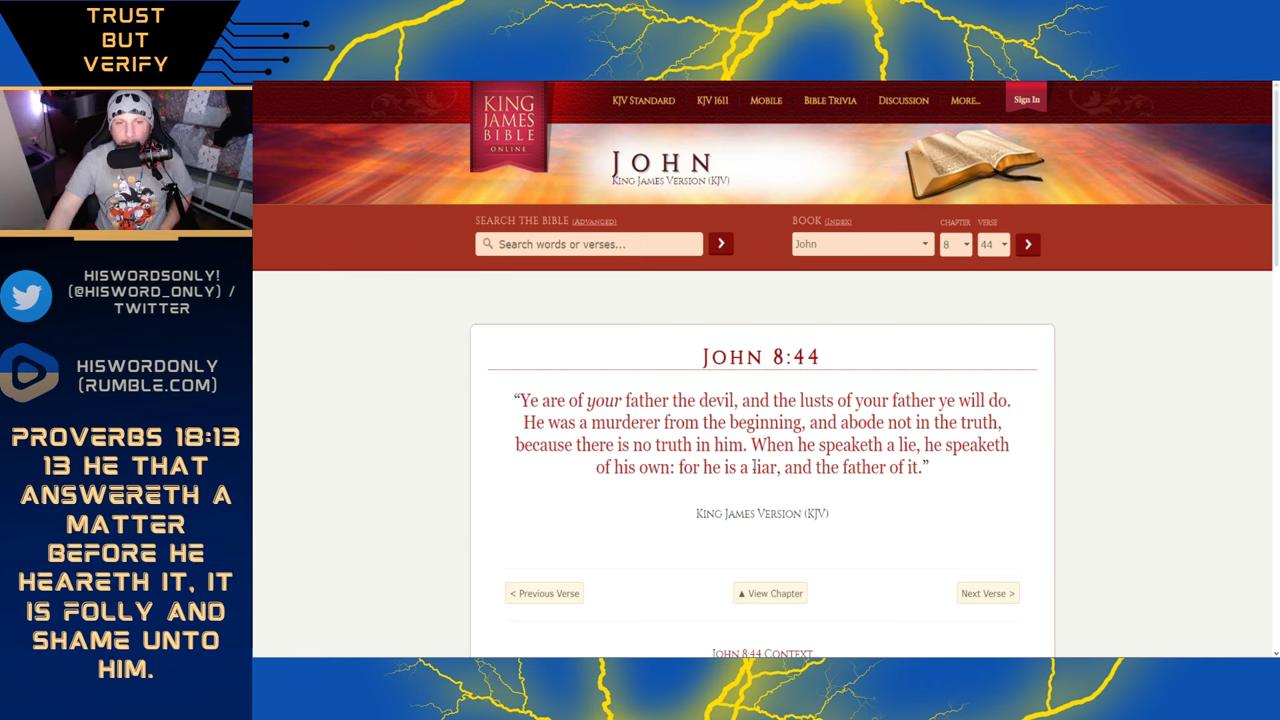 TRUST
BUT
VERIFY
HISWORDSONLY!
(@HISWORD_ONLY) /
TWITTER
HISWORDONLY
(RUMBLE.COM)
PROVERBS 18:13
13 HE THAT
ANSWERETH A
MATTER
BEFORE HE
HEARETH IT, IT
IS FOLLY AND
SHAME UNTO
HIM.
KING
JAMES
BIBLE
ONLINE
KJV STANDARD KJV 1611 MOBILE BIBLE TRIVIA DISCUSSION MORE... Sign In
JOHN
KING JAMES VERSION (KJV)
SEARCH THE BIBLE (ADVANCED)
Search words or verses...
BOOK (INDEX) CHAPTER VERSE
John 8 44
JOHN 8:44
“Ye are of your father the devil, and the lusts of your father ye will do.
He was a murderer from the beginning, and abode not in the truth,
because there is no truth in him. When he speaketh a lie, he speaketh
of his own: for he is a liar, and the father of it.”
KING JAMES VERSION (KJV)
< Previous Verse ▲ View Chapter Next Verse >
JOHN 8:44 CONTEXT